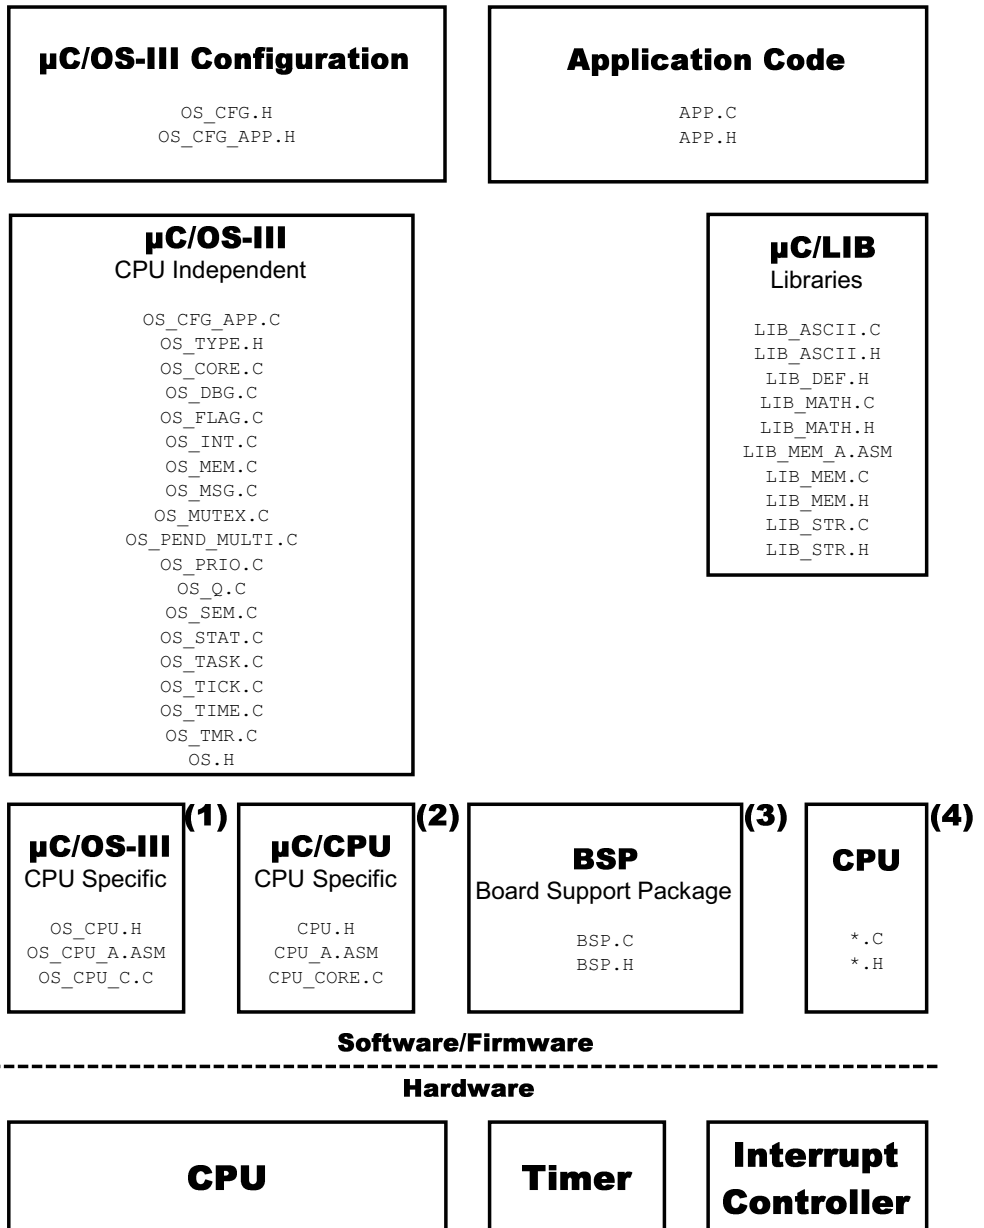 µC/OS-III Configuration
OS_CFG.H
OS_CFG_APP.H
Application Code
APP.C
APP.H
µC/OS-III
CPU Independent
OS_CFG_APP.C
OS_TYPE.H
OS_CORE.C
OS_DBG.C
OS_FLAG.C
OS_INT.C
OS_MEM.C
OS_MSG.C
OS_MUTEX.C
OS_PEND_MULTI.C
OS_PRIO.C
OS_Q.C
OS_SEM.C
OS_STAT.C
OS_TASK.C
OS_TICK.C
OS_TIME.C
OS_TMR.C
OS.H
µC/LIB
Libraries
LIB_ASCII.C
LIB_ASCII.H
LIB_DEF.H
LIB_MATH.C
LIB_MATH.H
LIB_MEM_A.ASM
LIB_MEM.C
LIB_MEM.H
LIB_STR.C
LIB_STR.H
(1)
µC/OS-III
CPU Specific
OS_CPU.H
OS_CPU_A.ASM
OS_CPU_C.C
(2)
µC/CPU
CPU Specific
CPU.H
CPU_A.ASM
CPU_CORE.C
(3)
BSP
Board Support Package
BSP.C
BSP.H
(4)
CPU
*.C
*.H
Software/Firmware
Hardware
CPU
Timer
Interrupt
Controller